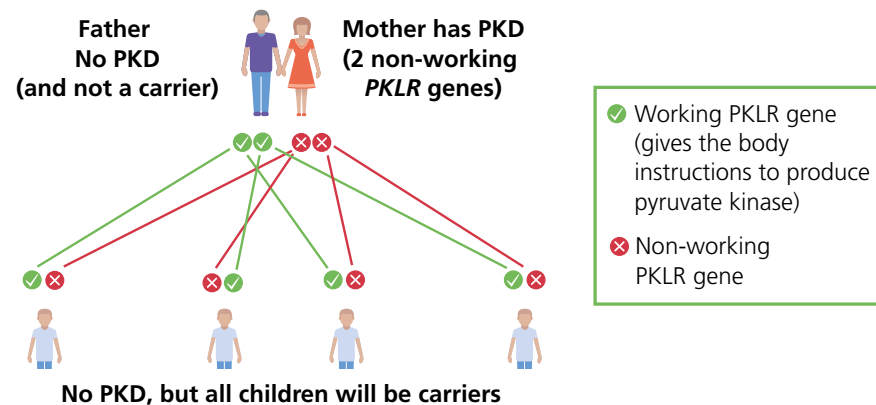 Father
No PKD
(and not a carrier)
Mother has PKD
(2 non-working
PKLR genes)
Working PKLR gene
(gives the body
instructions to produce
pyruvate kinase)
Non-working
PKLR gene
No PKD, but all children will be carriers